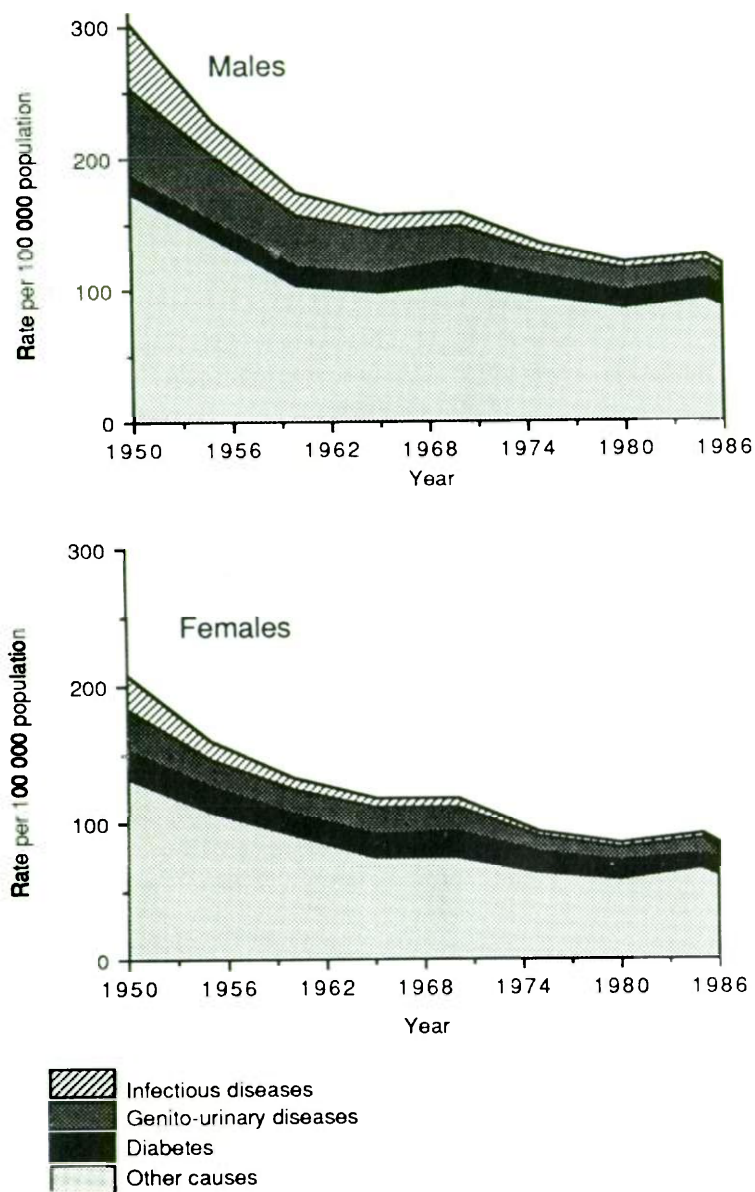 Males
Rate per 100 000 population
300
200
100
0
1950 1956 1962 1968 1974 1980 1986
Year
Females
Rate per 100 000 population
300
200
100
0
1950 1956 1962 1968 1974 1980 1986
Year
Infectious diseases
Genito-urinary diseases
Diabetes
Other causes